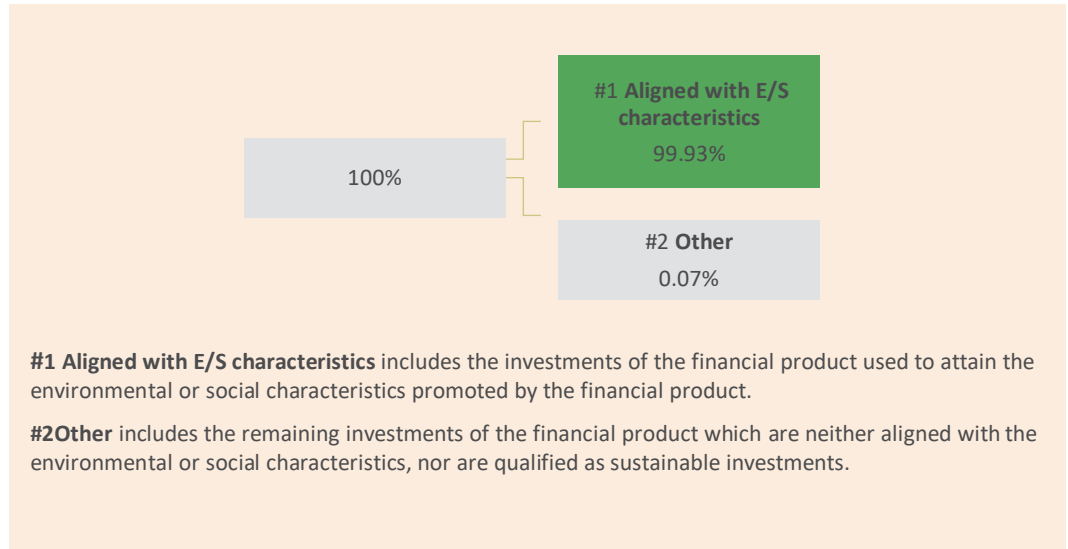 #1 Aligned with E/S
characteristics
99.93%
100%
#2 Other
0.07%
#1 Aligned with E/S characteristics includes the investments of the financial product used to attain the
environmental or social characteristics promoted by the financial product.
#2Other includes the remaining investments of the financial product which are neither aligned with the
environmental or social characteristics, nor are qualified as sustainable investments.